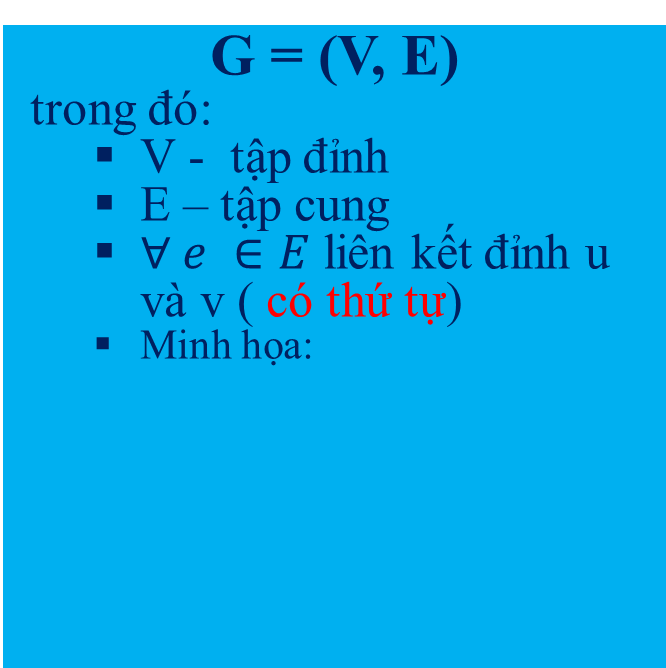 G = (V, E)
trong đó:
▪ V - tập đỉnh
▪ E – tập cung
▪ ∀ e ∈ E liên kết đỉnh u
và v ( có thứ tự)
▪ Minh họa: